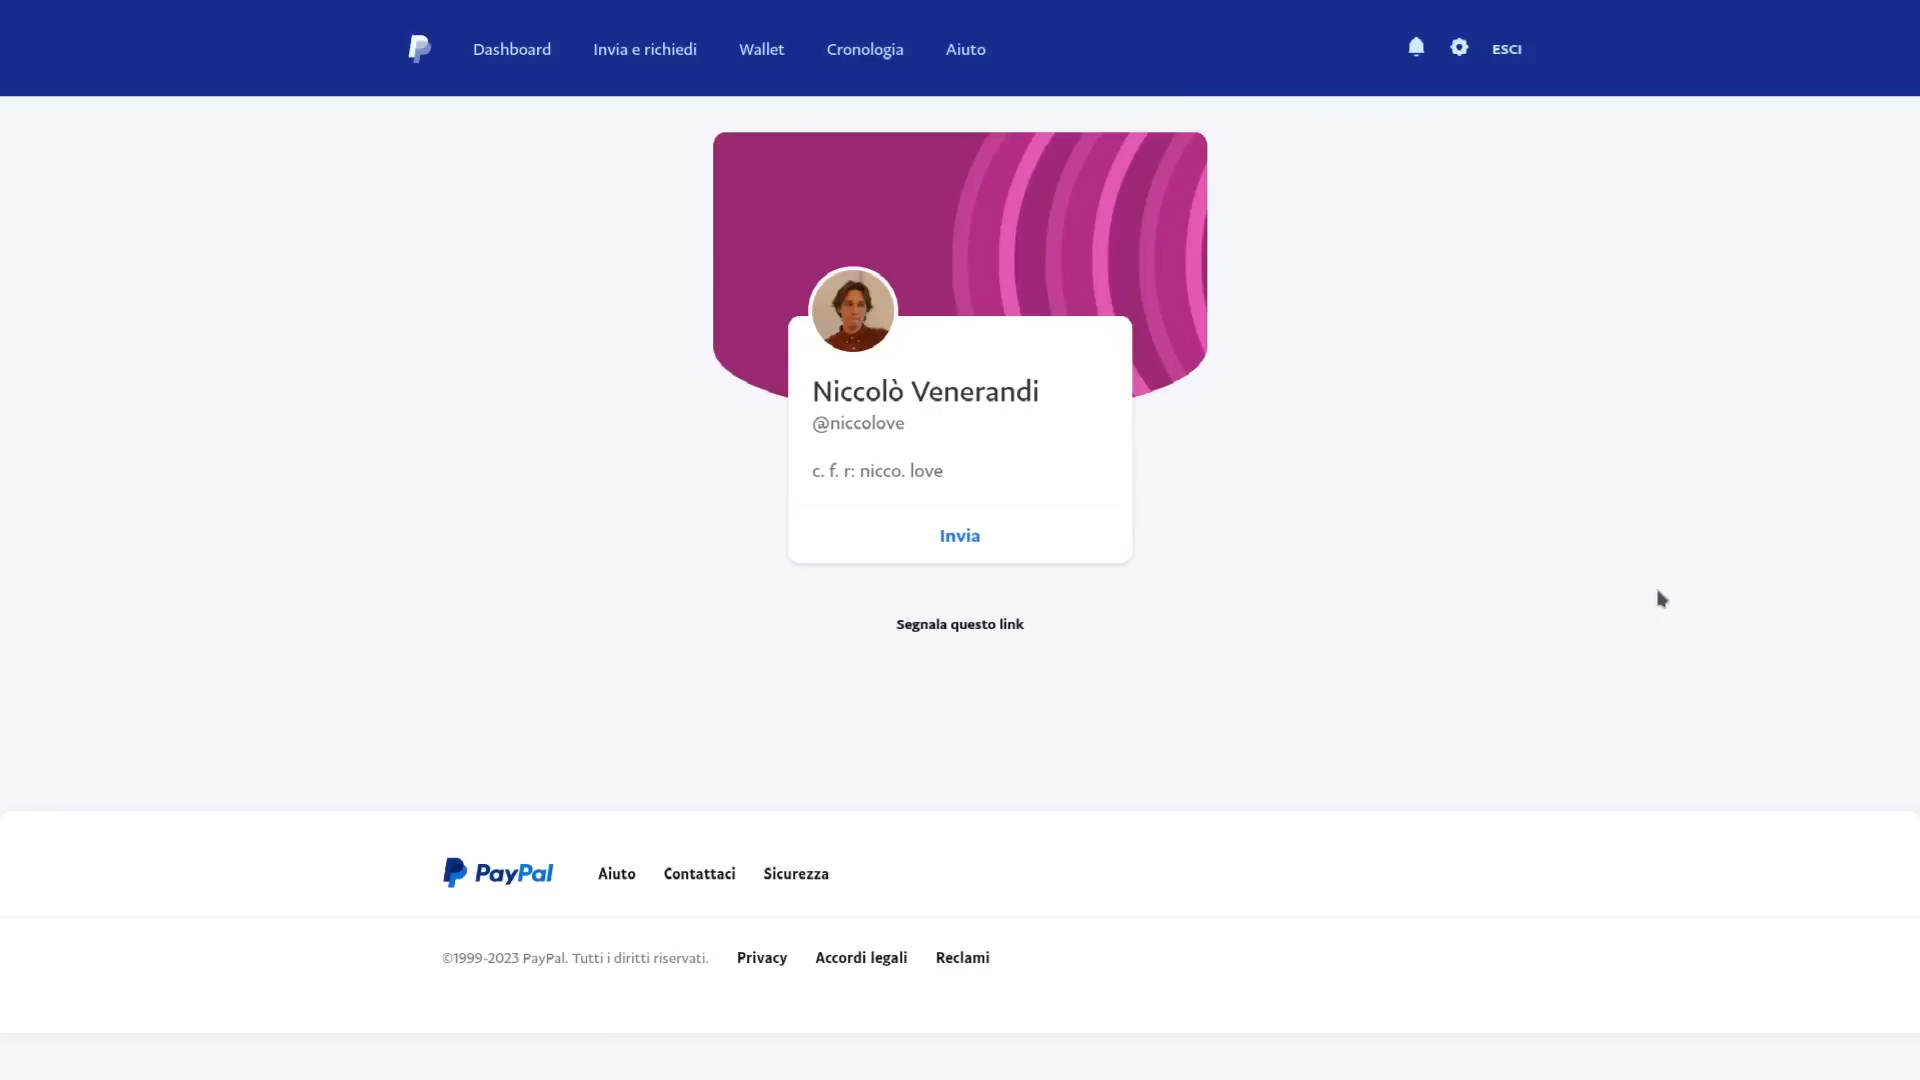 Dashboard
Invia e richiedi
Wallet
Cronologia
Aiuto
ESCI
Niccolò Venerandi
@niccolove
c. f. r: nicco. love
Invia
Segnala questo link
PayPal
Aiuto
Contattaci
Sicurezza
©1999-2023 PayPal. Tutti i diritti riservati.
Privacy
Accordi legali
Reclami